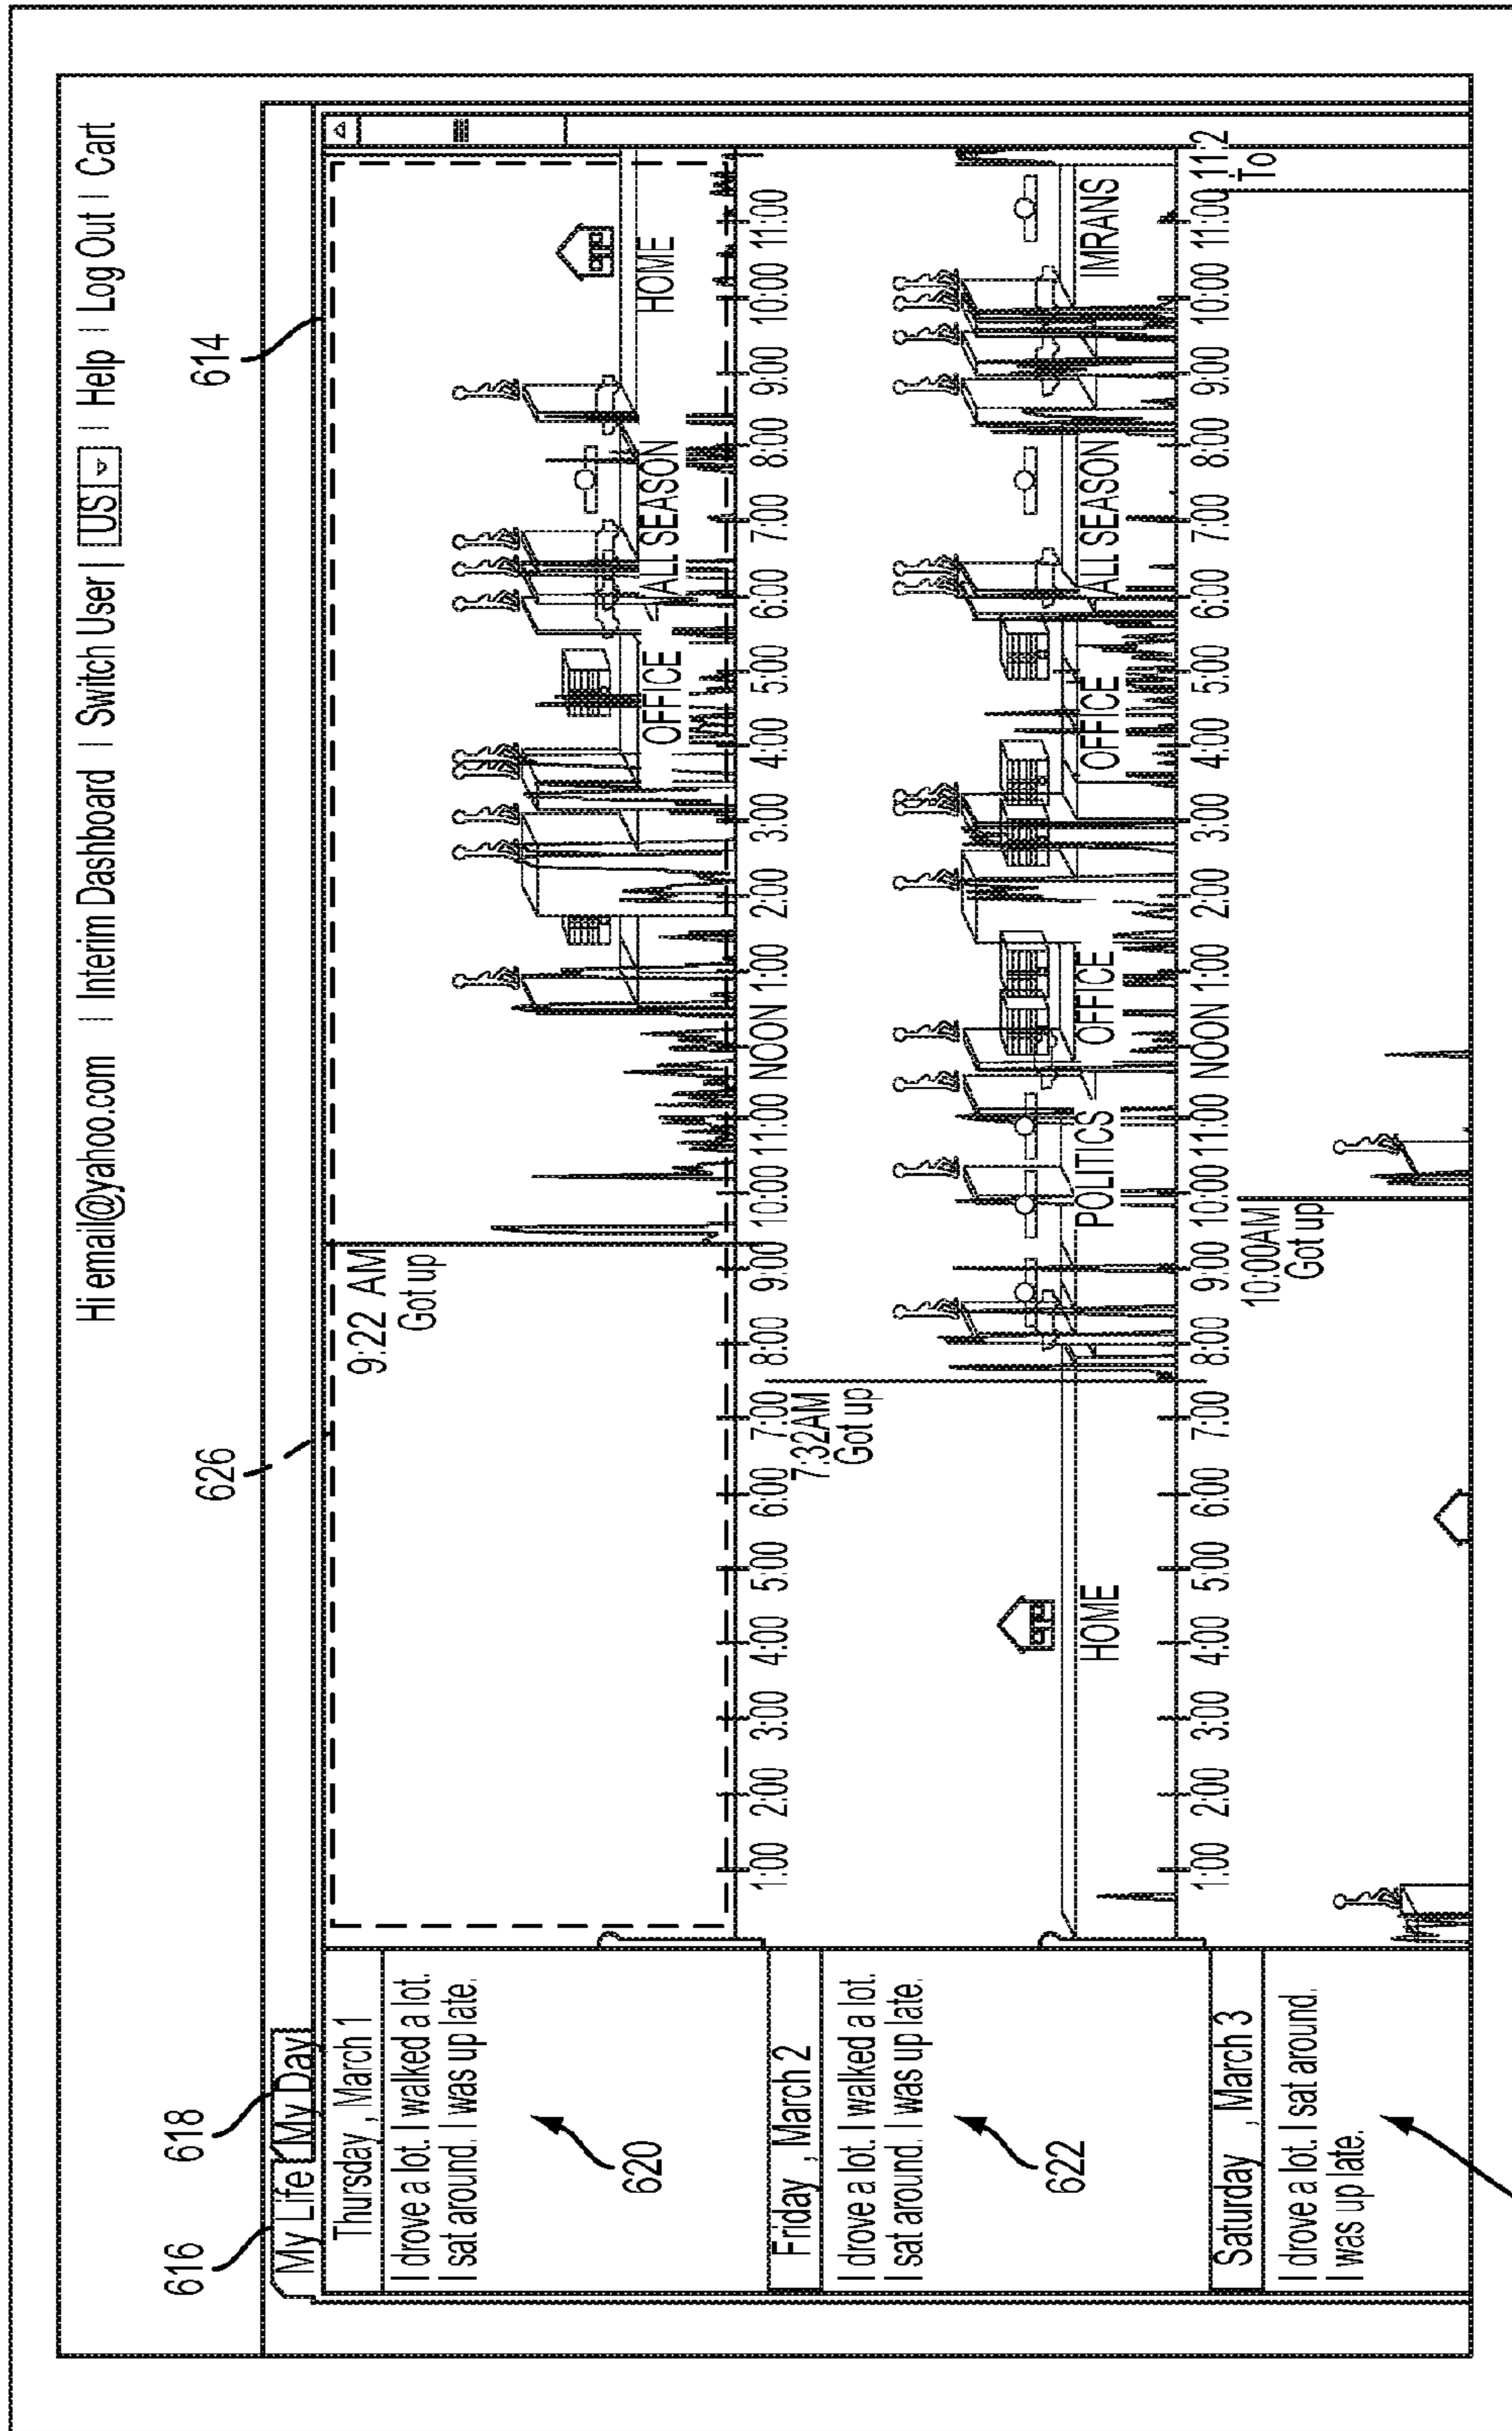 Hi email@yahoo.com | Interim Dashboard | Switch User | US | Help | Log Out | Cart
614
626
616
618
My Life
My Day
Thursday , March 1
I drove a lot. I walked a lot.
I sat around. I was up late.
620
9:22 AM
Got up
OFFICE
ALL SEASON
HOME
1:00 2:00 3:00 4:00 5:00 6:00 7:00 8:00 9:00 10:00 11:00 NOON 1:00 2:00 3:00 4:00 5:00 6:00 7:00 8:00 9:00 10:00 11:00
Friday , March 2
I drove a lot. I walked a lot.
I sat around. I was up late.
622
7:32AM
Got up
HOME
POLITICS
OFFICE
OFFICE
ALL SEASON
IMRANS
1:00 2:00 3:00 4:00 5:00 6:00 7:00 8:00 9:00 10:00 11:00 NOON 1:00 2:00 3:00 4:00 5:00 6:00 7:00 8:00 9:00 10:00 11:00
11:2
To
Saturday , March 3
I drove a lot. I sat around.
I was up late.
10:00AM
Got up